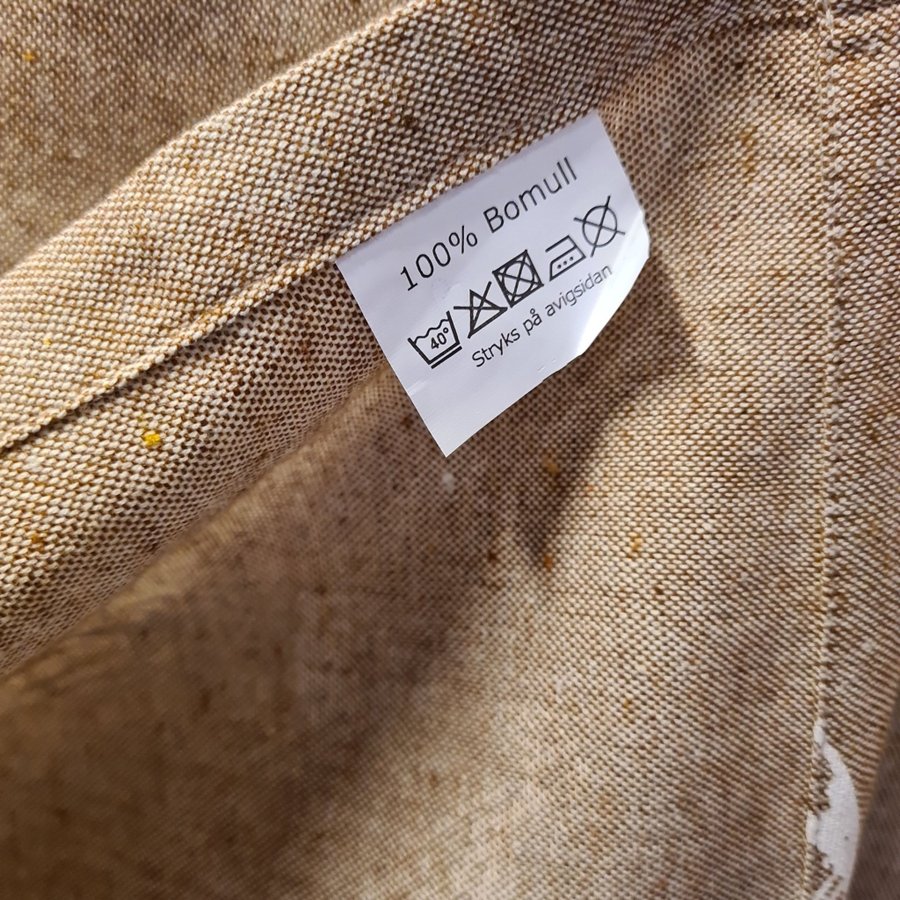 100% Bomull
40°
Stryks på avigsidan